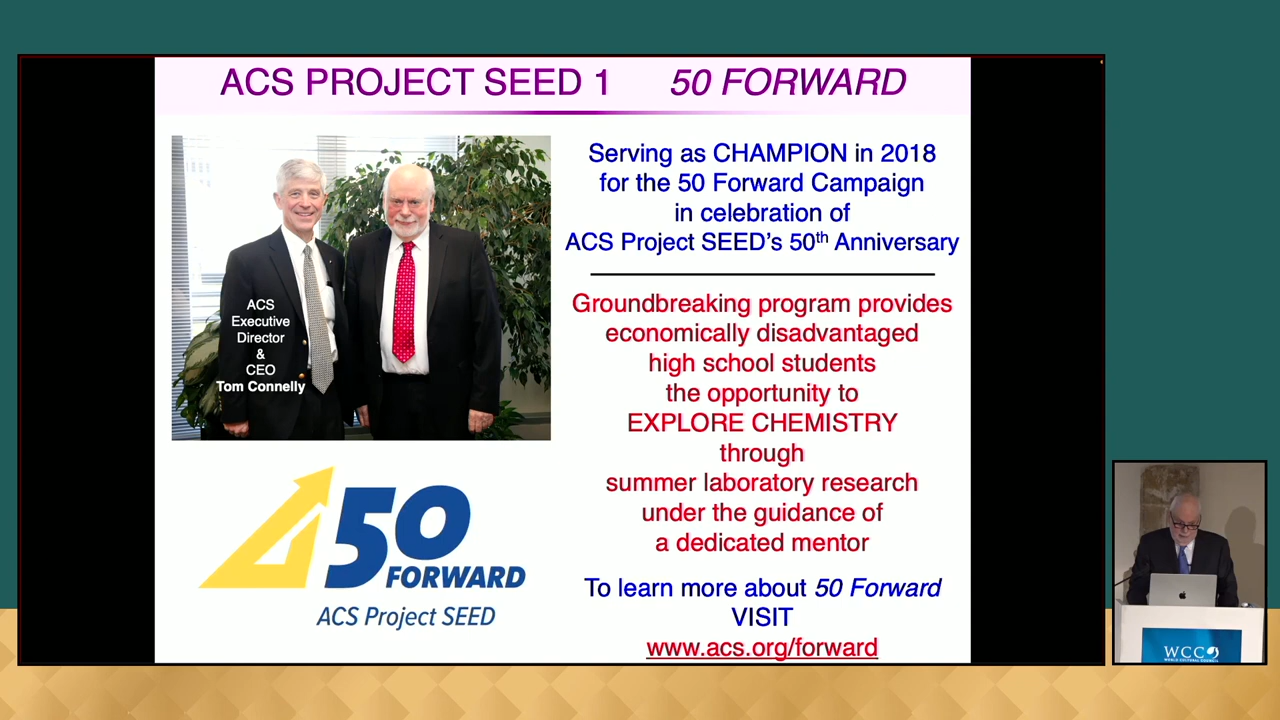 ACS PROJECT SEED 1 50 FORWARD
Serving as CHAMPION in 2018
for the 50 Forward Campaign
in celebration of
ACS Project SEED's 50th Anniversary
Groundbreaking program provides
economically disadvantaged
high school students
the opportunity to
EXPLORE CHEMISTRY
through
summer laboratory research
under the guidance of
a dedicated mentor
To learn more about 50 Forward
VISIT
www.acs.org/forward
ACS
Executive
Director
&
CEO
Tom Connelly
50
FORWARD
ACS Project SEED
WCC
WORLD CULTURAL COUNCIL